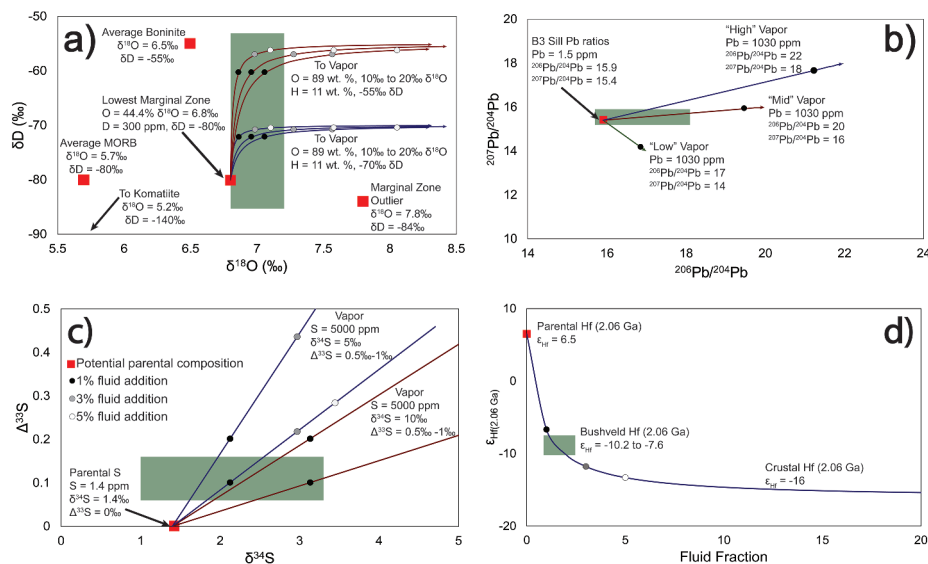 a)
Average Boninite
δ¹⁸O = 6.5‰
δD = -55‰
To Vapor
O = 89 wt. %, 10‰ to 20‰ δ¹⁸O
H = 11 wt. %, -55‰ δD
Lowest Marginal Zone
O = 44.4% δ¹⁸O = 6.8‰
D = 300 ppm, δD = -80‰
To Vapor
O = 89 wt. %, 10‰ to 20‰ δ¹⁸O
H = 11 wt. %, -70‰ δD
Average MORB
δ¹⁸O = 5.7‰
δD = -80‰
To Komatiite
δ¹⁸O = 5.2‰
δD = -140‰
Marginal Zone
Outlier
δ¹⁸O = 7.8‰
δD = -84‰
-50
-60
-70
-80
-90
δD (‰)
5.5
6
6.5
7
7.5
8
8.5
δ¹⁸O (‰)
b)
B3 Sill Pb ratios
Pb = 1.5 ppm
²⁰⁶Pb/²⁰⁴Pb = 15.9
²⁰⁷Pb/²⁰⁴Pb = 15.4
"High" Vapor
Pb = 1030 ppm
²⁰⁶Pb/²⁰⁴Pb = 22
²⁰⁷Pb/²⁰⁴Pb = 18
"Mid" Vapor
Pb = 1030 ppm
²⁰⁶Pb/²⁰⁴Pb = 20
²⁰⁷Pb/²⁰⁴Pb = 16
"Low" Vapor
Pb = 1030 ppm
²⁰⁶Pb/²⁰⁴Pb = 17
²⁰⁷Pb/²⁰⁴Pb = 14
20
18
16
14
12
10
²⁰⁷Pb/²⁰⁴Pb
14
16
18
20
22
24
²⁰⁶Pb/²⁰⁴Pb
c)
Vapor
S = 5000 ppm
δ³⁴S = 5‰
Δ³³S = 0.5‰-1‰
Potential parental composition
1% fluid addition
3% fluid addition
5% fluid addition
Vapor
S = 5000 ppm
δ³⁴S = 10‰
Δ³³S = 0.5‰ -1‰
Parental S
S = 1.4 ppm
δ³⁴S = 1.4‰
Δ³³S = 0‰
0.5
0.4
0.3
0.2
0.1
0
Δ³³S
0
1
2
3
4
5
δ³⁴S
d)
Parental Hf (2.06 Ga)
ε_Hf = 6.5
Bushveld Hf (2.06 Ga)
ε_Hf = -10.2 to -7.6
Crustal Hf (2.06 Ga)
ε_Hf = -16
10
5
0
-5
-10
-20
ε_Hf(2.06 Ga)
0
5
10
15
20
Fluid Fraction